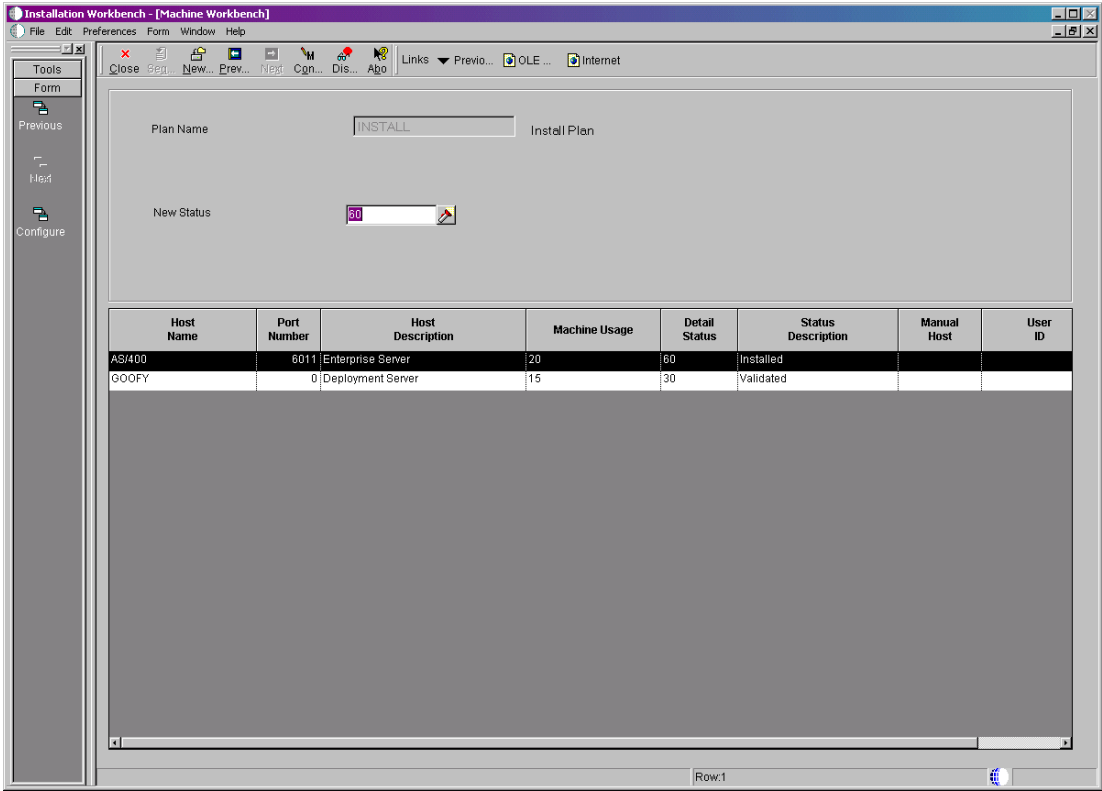 Installation Workbench - [Machine Workbench]
File Edit Preferences Form Window Help
Close Seq... New... Prev... Next Con... Dis... Abo Links Previo... OLE ... Internet
Tools
Form
Previous
Next
Configure
Plan Name INSTALL Install Plan
New Status 60
Host Name Port Number Host Description Machine Usage Detail Status Status Description Manual Host User ID
AS/400 6011 Enterprise Server 20 60 Installed
GOOFY 0 Deployment Server 15 30 Validated
Row:1